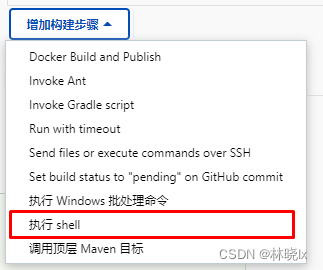 增加构建步骤
Docker Build and Publish
Invoke Ant
Invoke Gradle script
Run with timeout
Send files or execute commands over SSH
Set build status to "pending" on GitHub commit
执行 Windows 批处理命令
执行 shell
调用顶层 Maven 目标
CSDN @林晓lx